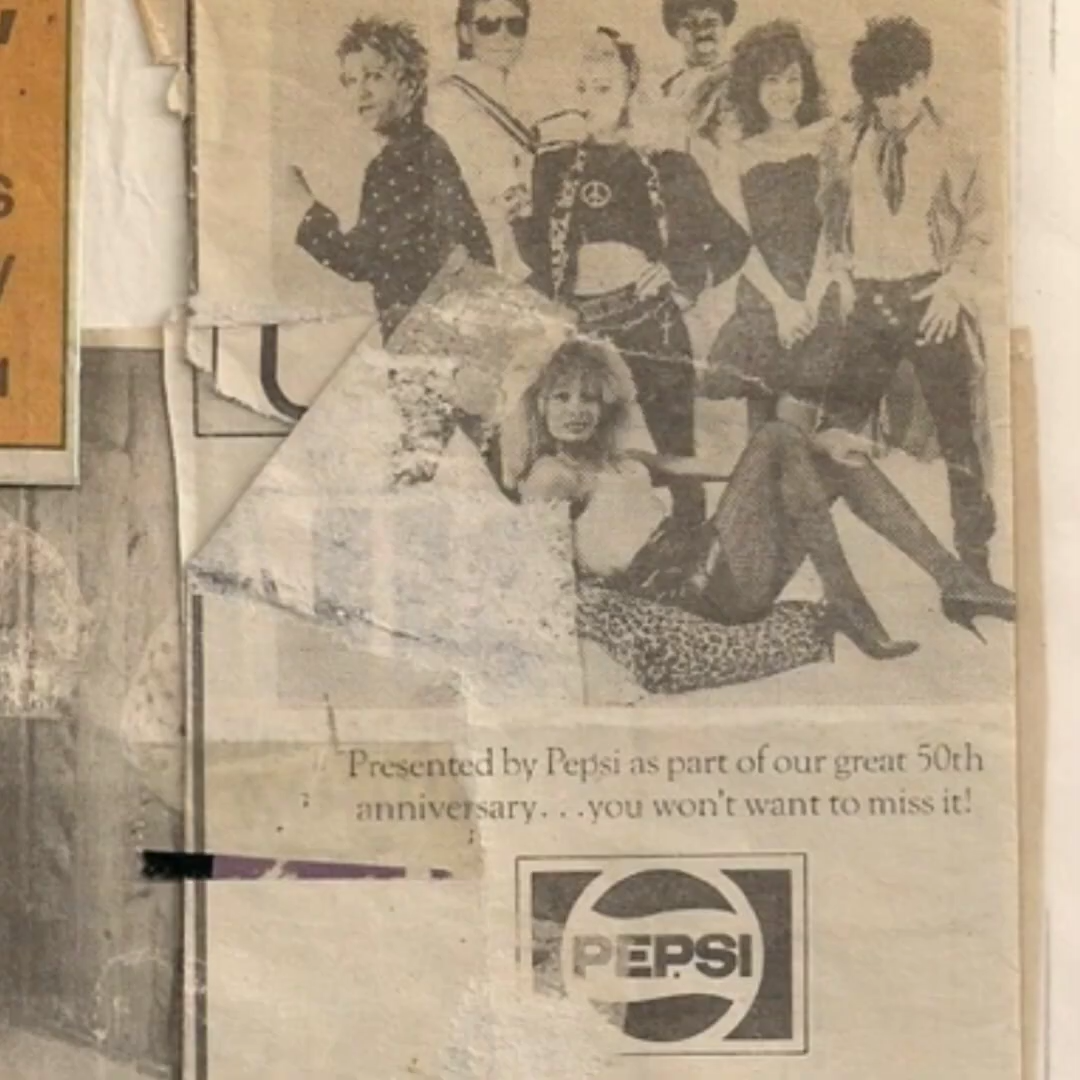 s
Presented by Pepsi as part of our great 50th
anniversary. . .you won't want to miss it!
PEPSI